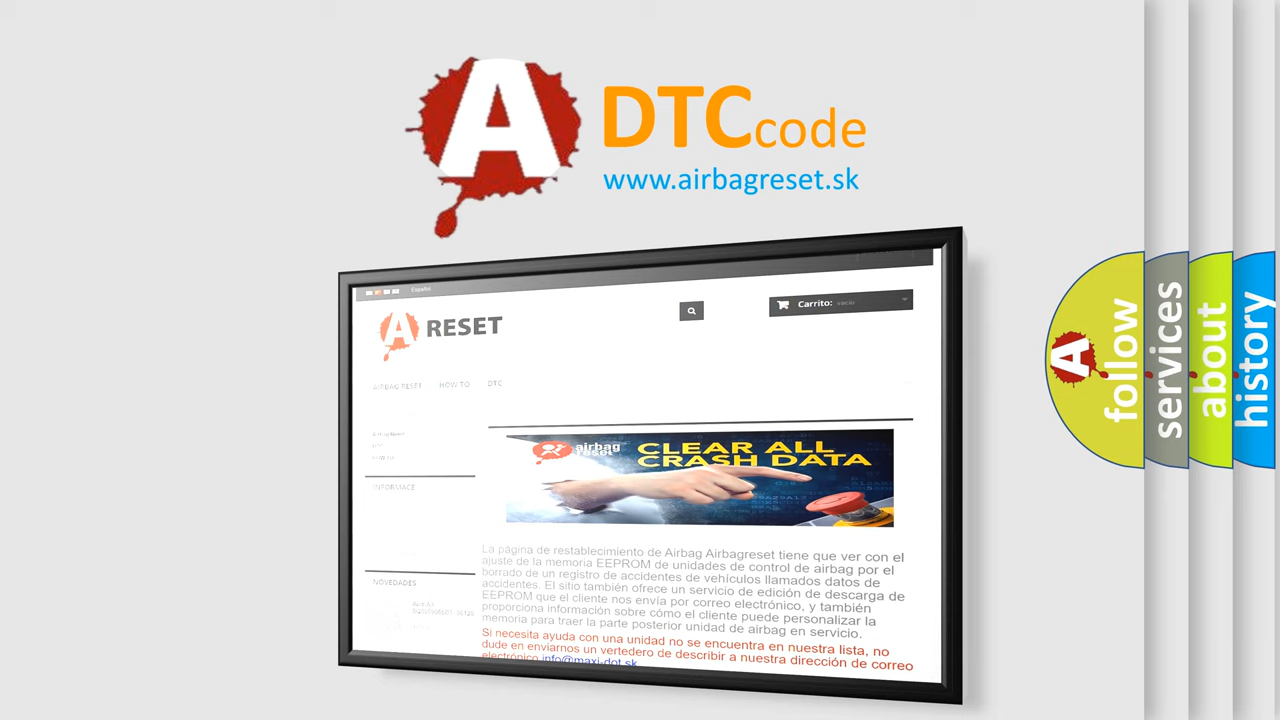 A
DTCcode
www.airbagreset.sk
Español
A RESET
Carrito: vacío
AIRBAG RESET HOW TO DTC
INFORMACE
NOVEDADES
airbag
reset
CLEAR ALL
CRASH DATA
La página de restablecimiento de Airbag Airbagreset tiene que ver con el
ajuste de la memoria EEPROM de unidades de control de airbag por el
borrado de un registro de accidentes de vehículos llamados datos de
accidentes. El sitio también ofrece un servicio de edición de descarga de
EEPROM que el cliente nos envía por correo electrónico, y también
proporciona información sobre cómo el cliente puede personalizar la
memoria para traer la parte posterior unidad de airbag en servicio.
Si necesita ayuda con una unidad no se encuentra en nuestra lista, no
dude en enviarnos un vertedero de describir a nuestra dirección de correo
electrónico info@maxi-dot.sk
A
follow
services
about
history